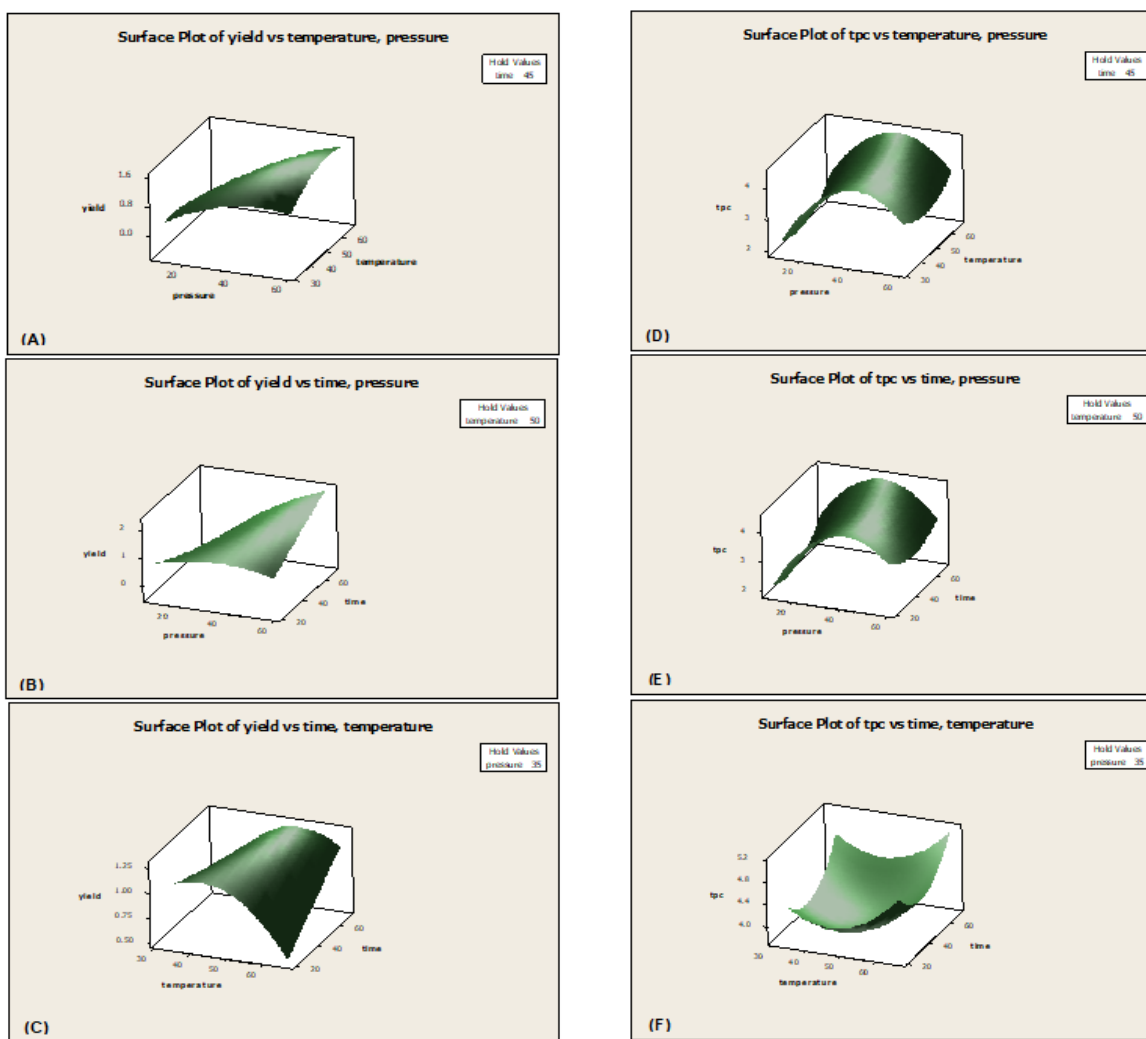 Surface Plot of yield vs temperature, pressure
Hold Values
time 45
1.6
0.8
0.0
yield
20
40
60
pressure
30
40
50
60
temperature
(A)
Surface Plot of yield vs time, pressure
Hold Values
temperature 50
2
1
0
yield
20
40
60
pressure
20
40
60
time
(B)
Surface Plot of yield vs time, temperature
Hold Values
pressure 35
1.25
1.00
0.75
0.50
yield
30
40
50
60
temperature
20
40
60
time
(C)
Surface Plot of tpc vs temperature, pressure
Hold Values
time 45
4
3
2
tpc
20
40
60
pressure
30
40
50
60
temperature
(D)
Surface Plot of tpc vs time, pressure
Hold Values
temperature 50
4
3
2
tpc
20
40
60
pressure
20
40
60
time
(E)
Surface Plot of tpc vs time, temperature
Hold Values
pressure 35
5.2
4.8
4.4
4.0
tpc
30
40
50
60
temperature
20
40
60
time
(F)